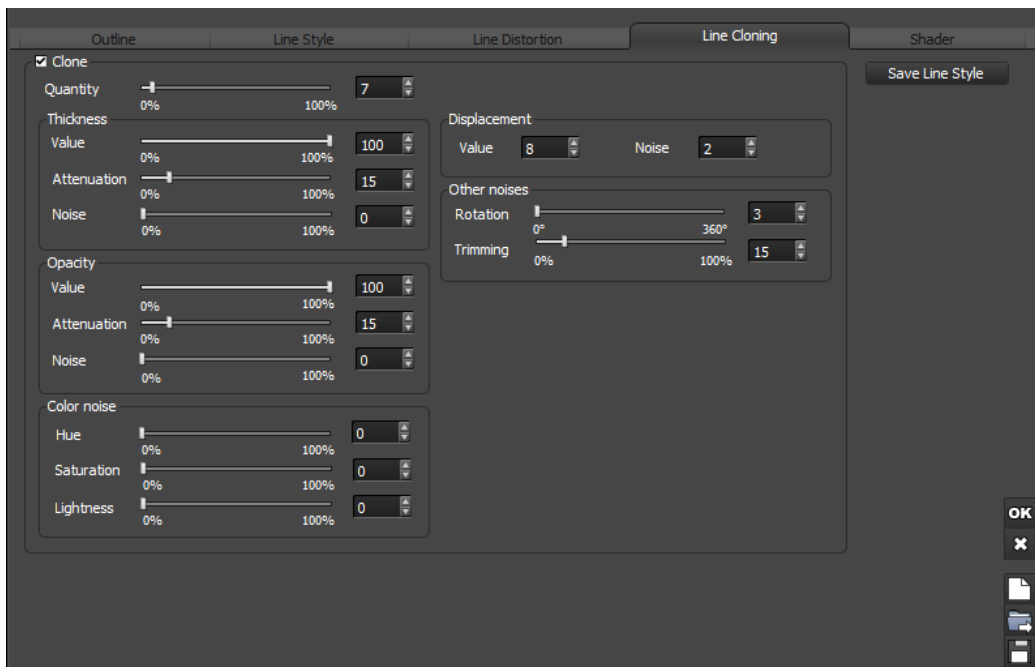 Outline
Line Style
Line Distortion
Line Cloning
Shader
Clone
Save Line Style
Quantity
7
0%
100%
Thickness
Value
100
0%
100%
Attenuation
15
0%
100%
Noise
0
0%
100%
Displacement
Value
8
Noise
2
Other noises
Rotation
3
0°
360°
Trimming
15
0%
100%
Opacity
Value
100
0%
100%
Attenuation
15
0%
100%
Noise
0
0%
100%
Color noise
Hue
0
0%
100%
Saturation
0
0%
100%
Lightness
0
0%
100%
OK